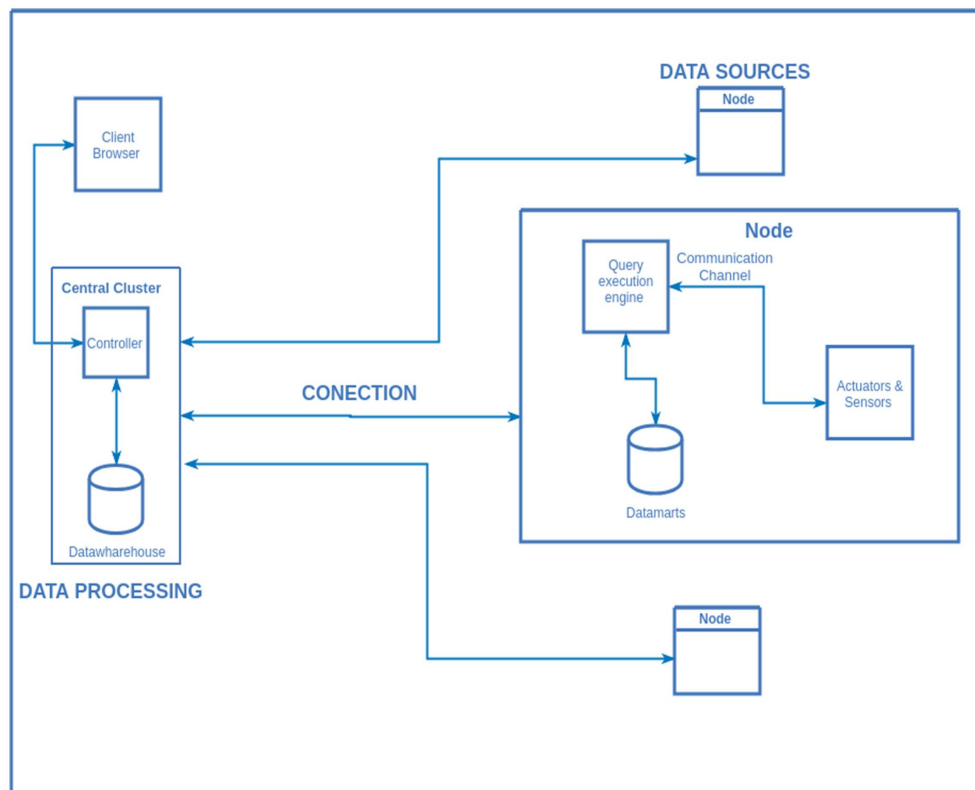 DATA SOURCES
Node
Client
Browser
Node
Query
execution
engine
Communication
Channel
Central Cluster
Controller
Actuators &
Sensors
CONECTION
Datamarts
Datawharehouse
DATA PROCESSING
Node